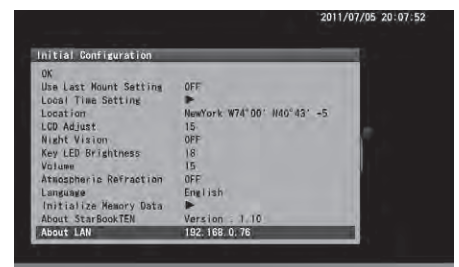 2011/07/05 20:07:52
Initial Configuration
OK
Use Last Mount Setting OFF
Local Time Setting ▶
Location NewYork W74°00' N40°43' -5
LCD Adjust 15
Night Vision OFF
Key LED Brightness 18
Volume 15
Atmospheric Refraction OFF
Language English
Initialize Memory Data ▶
About StarBookTEN Version . 1.10
About LAN 192.168.0.76